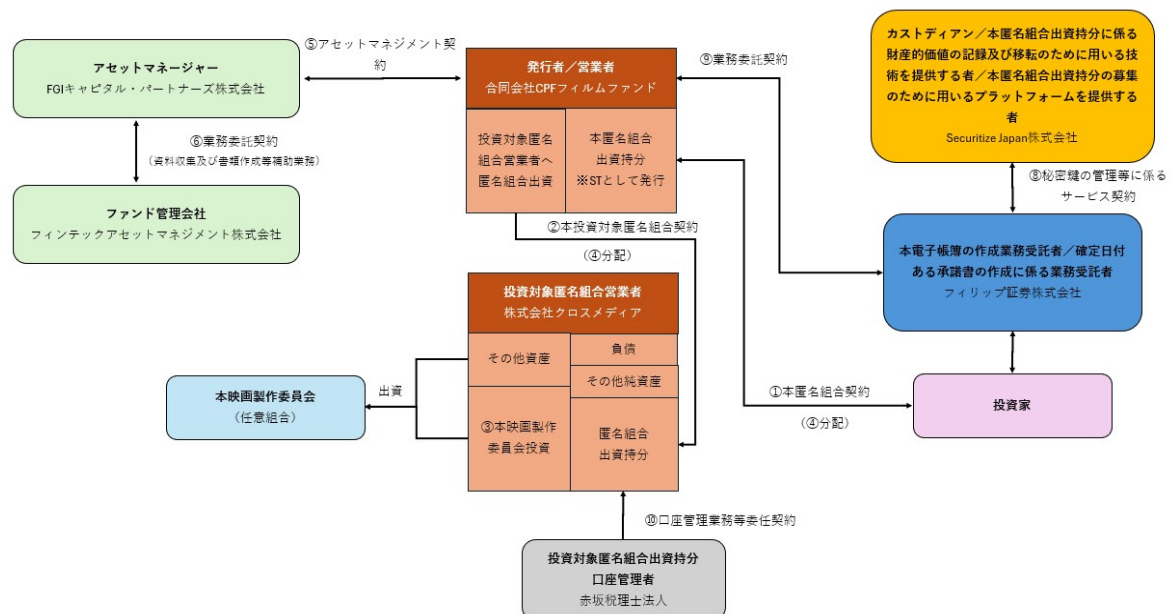 ⑤アセットマネジメント契
約
アセットマネージャー
FGIキャピタル・パートナーズ株式会社
⑥業務委託契約
(資料収集及び書類作成等補助業務)
ファンド管理会社
フィンテックアセットマネジメント株式会社
発行者／営業者
合同会社CPFフィルムファンド
投資対象匿名
組合営業者へ
匿名組合出資
本匿名組合
出資持分
※STとして発行
⑨業務委託契約
カストディアン／本匿名組合出資持分に係る
財産的価値の記録及び移転のために用いる技
術を提供する者／本匿名組合出資持分の募集
のために用いるプラットフォームを提供する
者
Securitize Japan株式会社
⑧秘密鍵の管理等に係る
サービス契約
本電子帳簿の作成業務受託者／確定日付
ある承諾書の作成に係る業務受託者
フィリップ証券株式会社
②本投資対象匿名組合契約
(④分配)
投資対象匿名組合営業者
株式会社クロスメディア
その他資産
負債
その他純資産
③本映画製作
委員会投資
匿名組合
出資持分
出資
本映画製作委員会
(任意組合)
①本匿名組合契約
(④分配)
投資家
⑩口座管理業務等委任契約
投資対象匿名組合出資持分
口座管理者
赤坂税理士法人